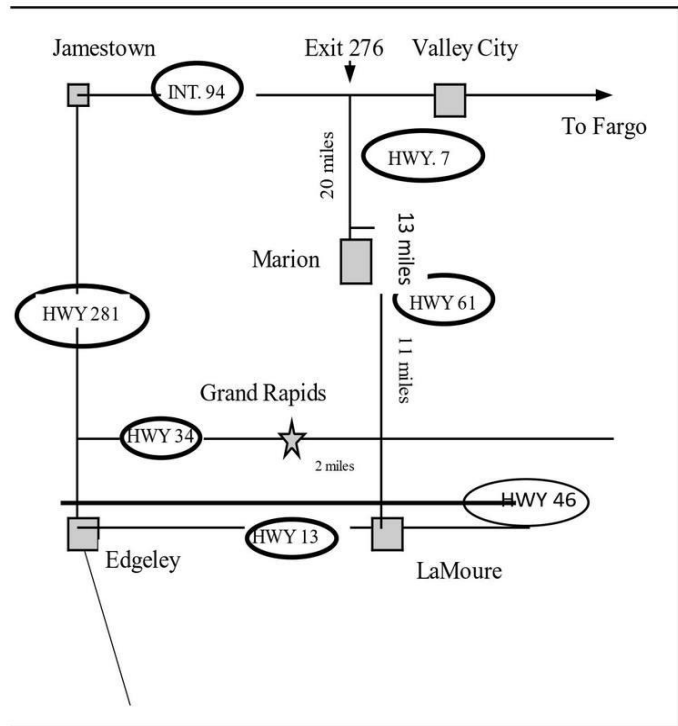 Jamestown
Exit 276
Valley City
INT. 94
To Fargo
HWY. 7
20 miles
13 miles
Marion
HWY 61
HWY 281
11 miles
Grand Rapids
HWY 34
2 miles
HWY 46
HWY 13
Edgeley
LaMoure